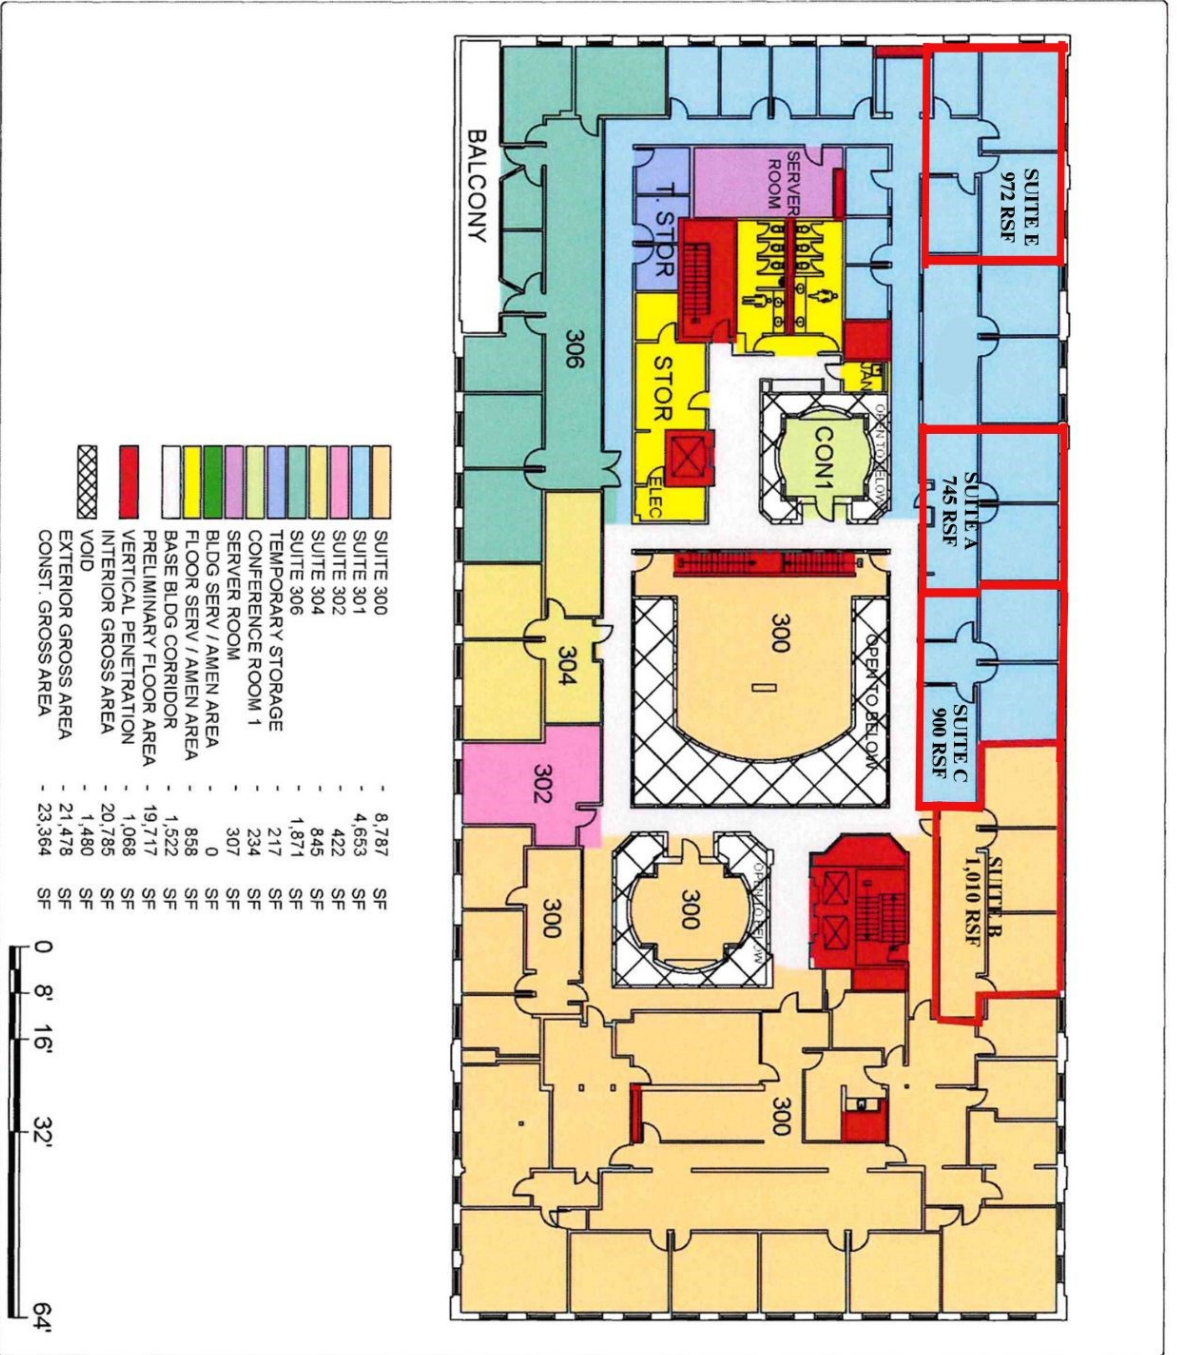 SUITE E
972 RSF
SUITE A
745 RSF
SUITE C
900 RSF
SUITE B
1,010 RSF
BALCONY
306
T. STOR
SERVER
ROOM
STOR
ELEC
JAN
CON1
OPEN TO BELOW
300
OPEN TO BELOW
304
302
300
300
OPEN TO BELOW
300
SUITE 300 - 8,787 SF
SUITE 301 - 4,653 SF
SUITE 302 - 422 SF
SUITE 304 - 845 SF
SUITE 306 - 1,871 SF
TEMPORARY STORAGE - 217 SF
CONFERENCE ROOM 1 - 234 SF
SERVER ROOM - 307 SF
BLDG SERV / AMEN AREA - 0 SF
FLOOR SERV / AMEN AREA - 858 SF
BASE BLDG CORRIDOR - 1,522 SF
PRELIMINARY FLOOR AREA - 19,717 SF
VERTICAL PENETRATION - 1,068 SF
INTERIOR GROSS AREA - 20,785 SF
VOID - 1,480 SF
EXTERIOR GROSS AREA - 21,478 SF
CONST. GROSS AREA - 23,364 SF
0 8' 16' 32' 64'